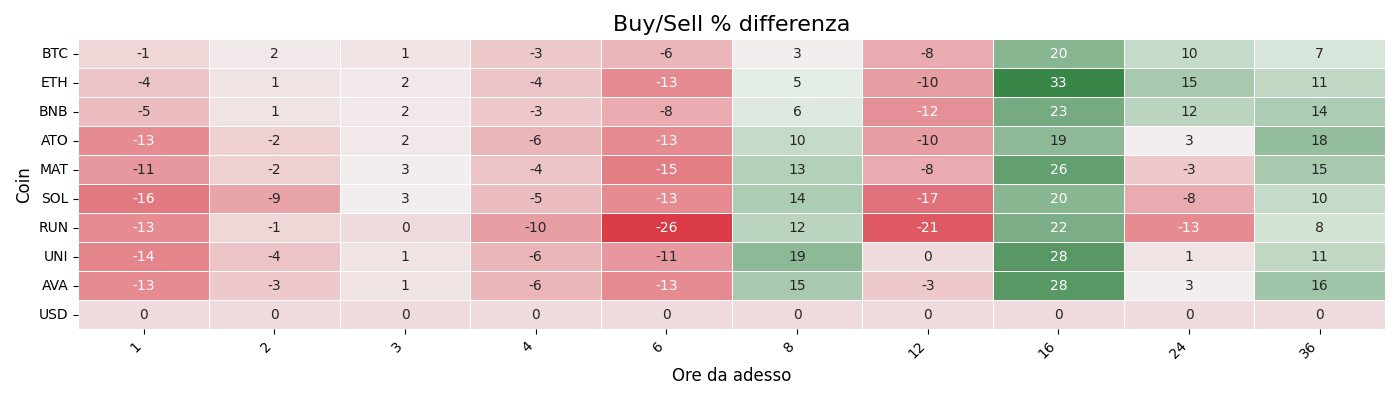 Buy/Sell % differenza
Coin
BTC -1 2 1 -3 -6 3 -8 20 10 7
ETH -4 1 2 -4 -13 5 -10 33 15 11
BNB -5 1 2 -3 -8 6 -12 23 12 14
ATO -13 -2 2 -6 -13 10 -10 19 3 18
MAT -11 -2 3 -4 -15 13 -8 26 -3 15
SOL -16 -9 3 -5 -13 14 -17 20 -8 10
RUN -13 -1 0 -10 -26 12 -21 22 -13 8
UNI -14 -4 1 -6 -11 19 0 28 1 11
AVA -13 -3 1 -6 -13 15 -3 28 3 16
USD 0 0 0 0 0 0 0 0 0 0
1 2 3 4 6 8 12 16 24 36
Ore da adesso